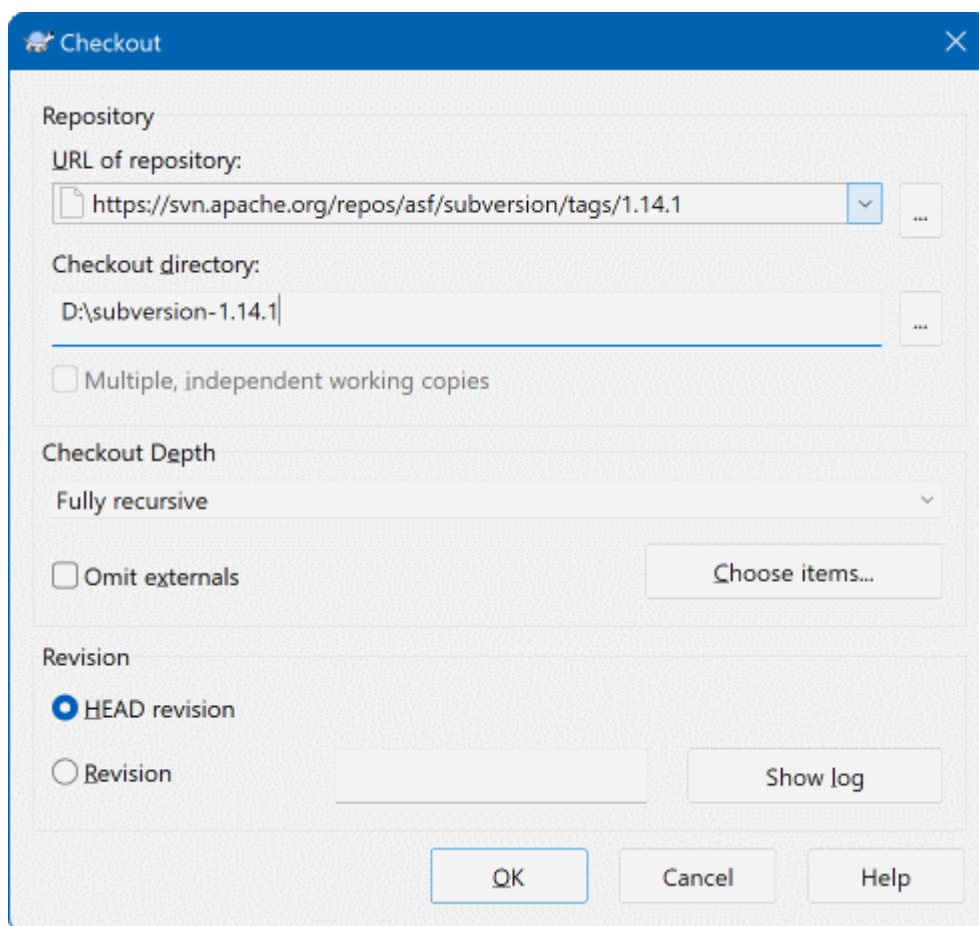 Checkout
Repository
URL of repository:
https://svn.apache.org/repos/asf/subversion/tags/1.14.1
...
Checkout directory:
D:\subversion-1.14.1
...
Multiple, independent working copies
Checkout Depth
Fully recursive
Omit externals
Choose items...
Revision
HEAD revision
Revision
Show log
OK
Cancel
Help